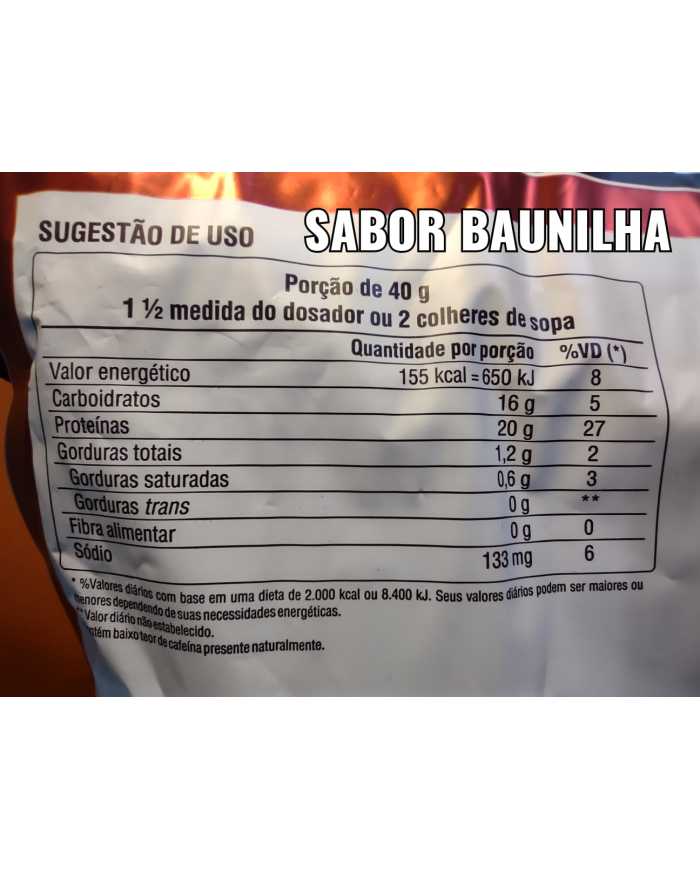 SUGESTÃO DE USO SABOR BAUNILHA
Porção de 40 g
1 ½ medida do dosador ou 2 colheres de sopa
Quantidade por porção %VD (*)
Valor energético 155 kcal = 650 kJ 8
Carboidratos 16 g 5
Proteínas 20 g 27
Gorduras totais 1,2 g 2
Gorduras saturadas 0,6 g 3
Gorduras trans 0 g **
Fibra alimentar 0 g 0
Sódio 133 mg 6
* %Valores diários com base em uma dieta de 2.000 kcal ou 8.400 kJ. Seus valores diários podem ser maiores ou
menores dependendo de suas necessidades energéticas.
**Valor diário não estabelecido.
baixo teor de cafeína presente naturalmente.